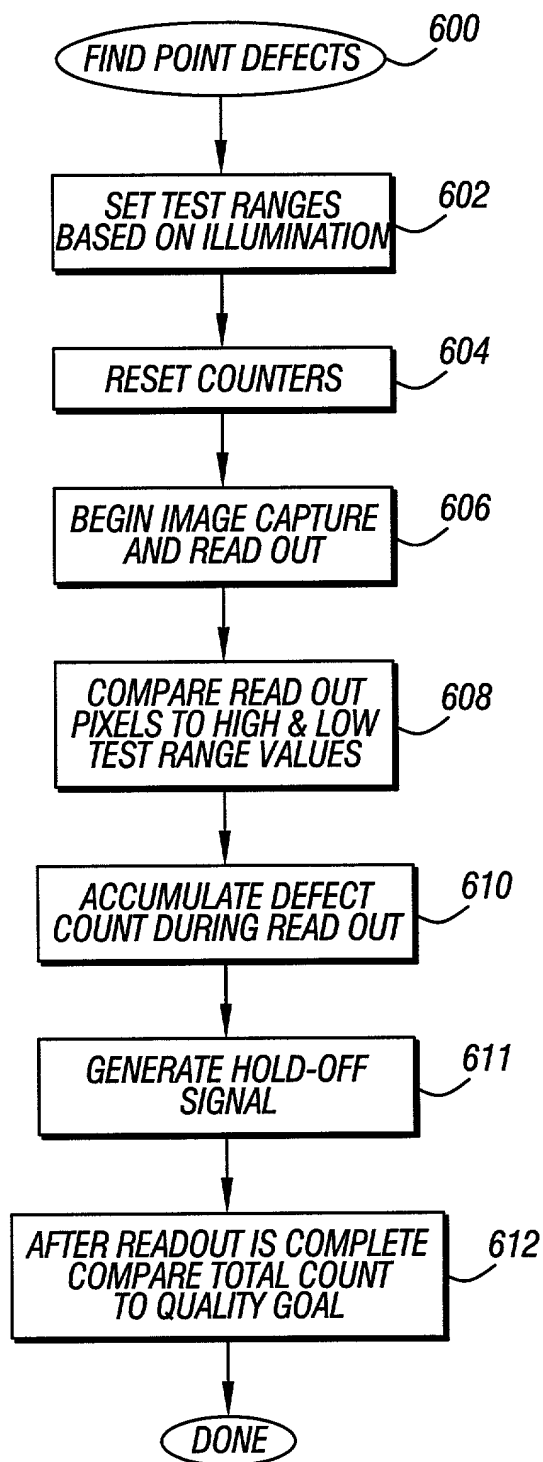 FIND POINT DEFECTS
600
SET TEST RANGES
BASED ON ILLUMINATION
602
RESET COUNTERS
604
BEGIN IMAGE CAPTURE
AND READ OUT
606
COMPARE READ OUT
PIXELS TO HIGH & LOW
TEST RANGE VALUES
608
ACCUMULATE DEFECT
COUNT DURING READ OUT
610
GENERATE HOLD-OFF
SIGNAL
611
AFTER READOUT IS COMPLETE
COMPARE TOTAL COUNT
TO QUALITY GOAL
612
DONE